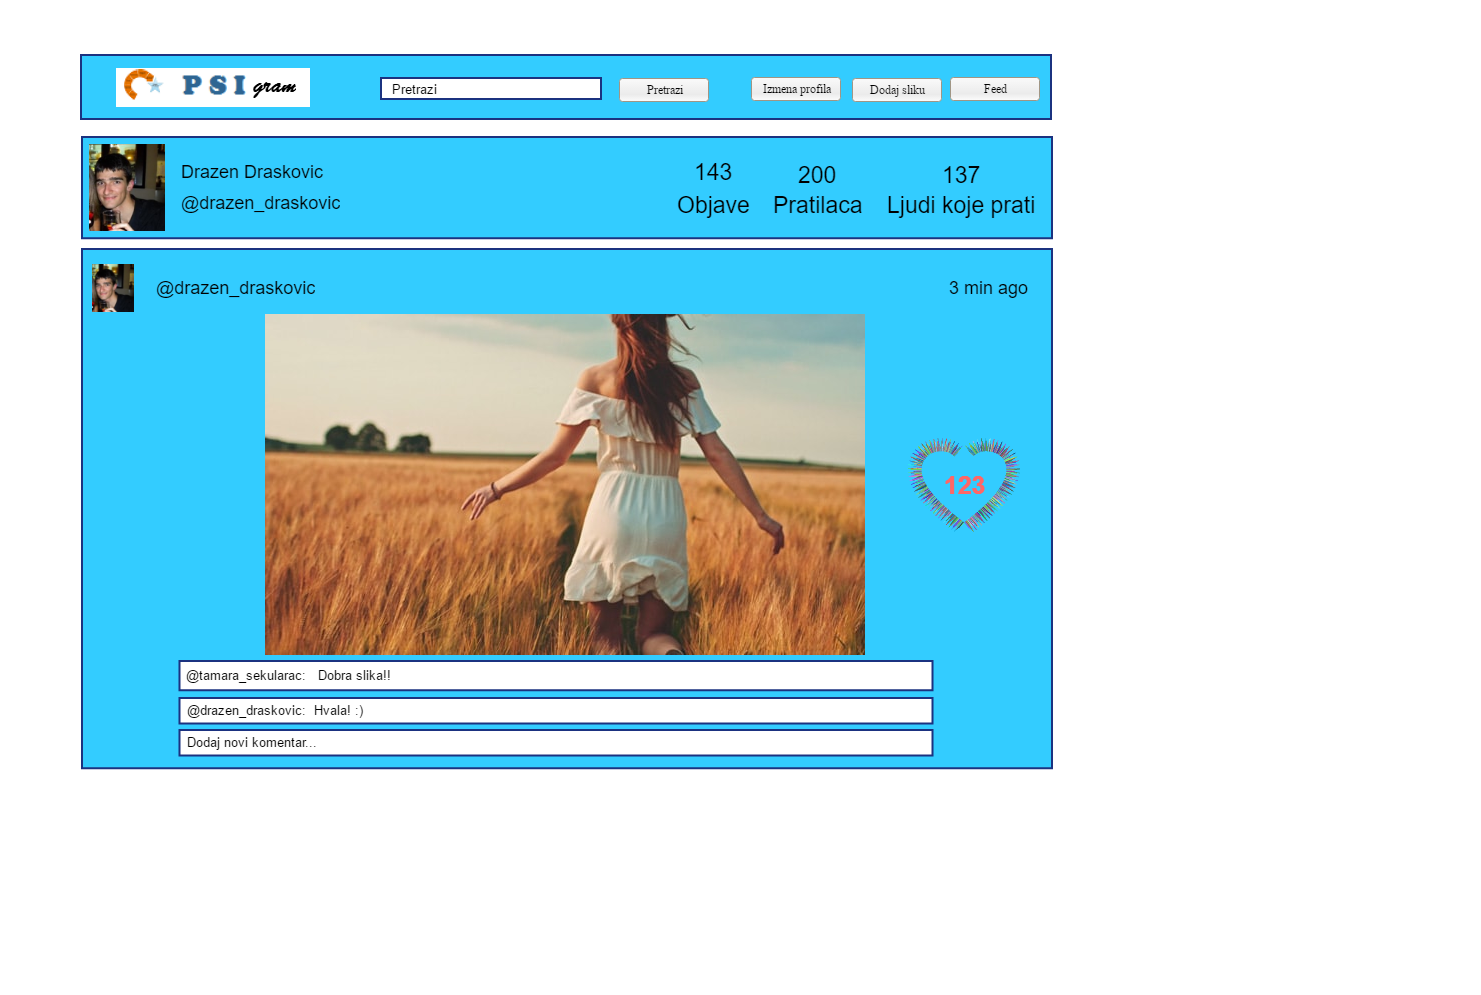 PSI gram
Pretrazi
Pretrazi
Izmena profila
Dodaj sliku
Feed
Drazen Draskovic
@drazen_draskovic
143
Objave
200
Pratilaca
137
Ljudi koje prati
@drazen_draskovic
3 min ago
123
@tamara_sekularac: Dobra slika!!
@drazen_draskovic: Hvala! :)
Dodaj novi komentar...